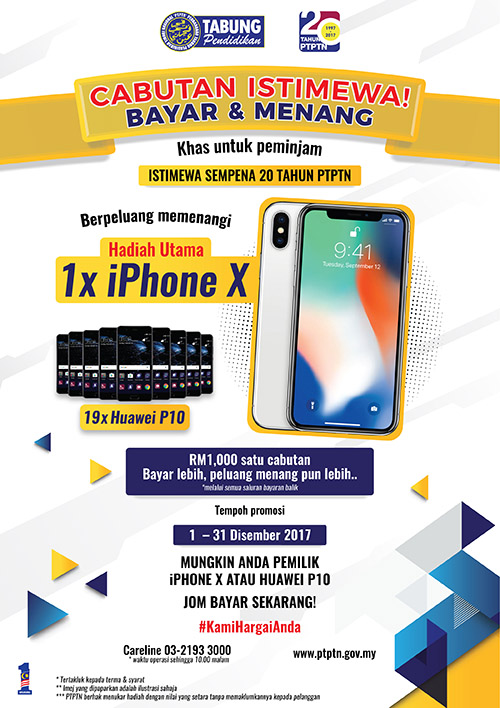 TABUNG
Pendidikan
20
1997
2017
TAHUN
PTPTN
CABUTAN ISTIMEWA!
BAYAR & MENANG
Khas untuk peminjam
ISTIMEWA SEMPENA 20 TAHUN PTPTN
Berpeluang memenangi
Hadiah Utama
1x iPhone X
9:41
Tuesday, September 12
19x Huawei P10
RM1,000 satu cabutan
Bayar lebih, peluang menang pun lebih..
*melalui semua saluran bayaran balik
Tempoh promosi
1 – 31 Disember 2017
MUNGKIN ANDA PEMILIK
iPHONE X ATAU HUAWEI P10
JOM BAYAR SEKARANG!
#KamiHargaiAnda
Careline 03-2193 3000
* waktu operasi sehingga 10.00 malam
www.ptptn.gov.my
1
* Tertakluk kepada terma & syarat
** Imej yang dipaparkan adalah ilustrasi sahaja
*** PTPTN berhak menukar hadiah dengan nilai yang setara tanpa memaklumkannya kepada pelanggan